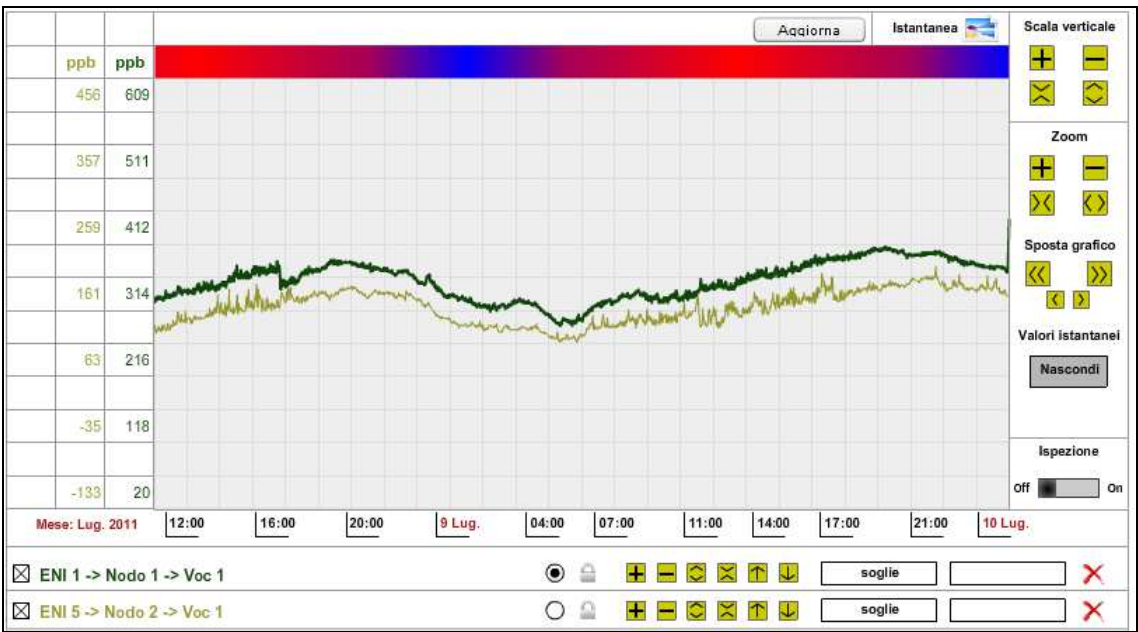 Aggiorna Istantanea Scala verticale
ppb ppb
456 609
Zoom
357 511
259 412
Sposta grafico
161 314
Valori istantanei
63 216
Nascondi
-35 118
Ispezione
-133 20
Off On
Mese: Lug. 2011 12:00 16:00 20:00 9 Lug. 04:00 07:00 11:00 14:00 17:00 21:00 10 Lug.
ENI 1 -> Nodo 1 -> Voc 1 soglie
ENI 5 -> Nodo 2 -> Voc 1 soglie